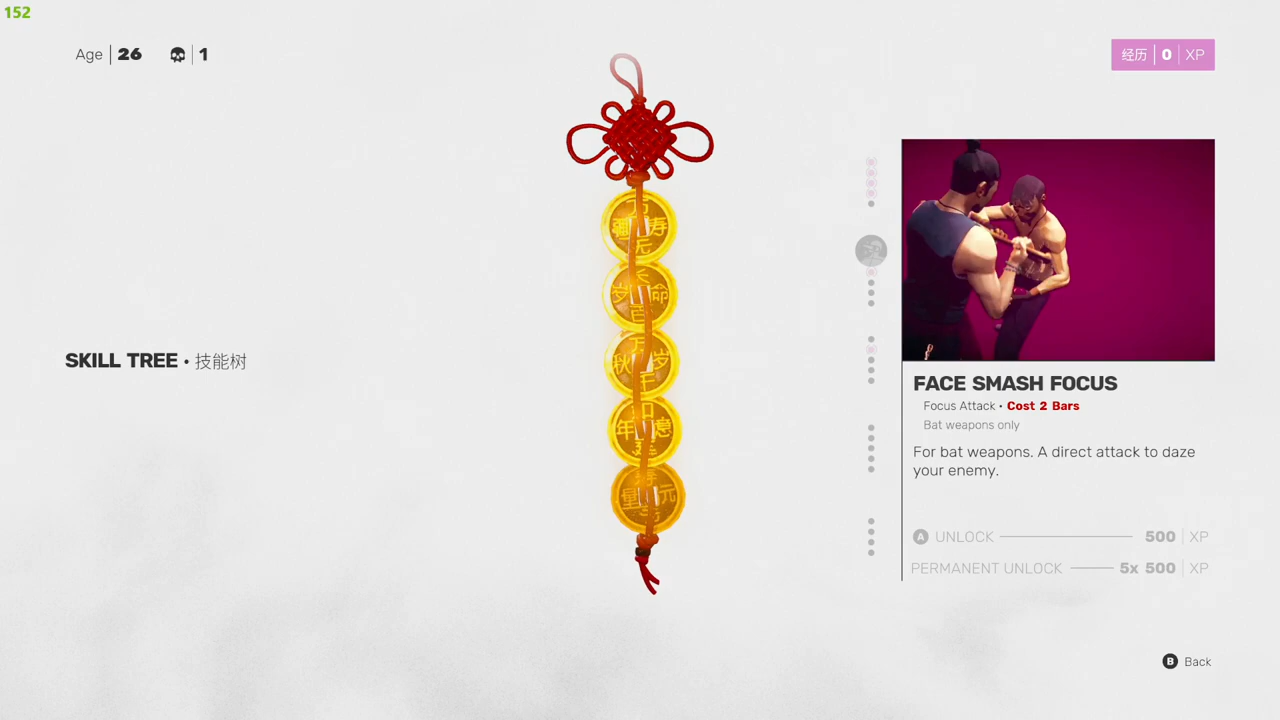 152
Age 26 1
经历 0 XP
SKILL TREE • 技能树
FACE SMASH FOCUS
Focus Attack • Cost 2 Bars
Bat weapons only
For bat weapons. A direct attack to daze
your enemy.
A UNLOCK 500 XP
PERMANENT UNLOCK 5x 500 XP
B Back